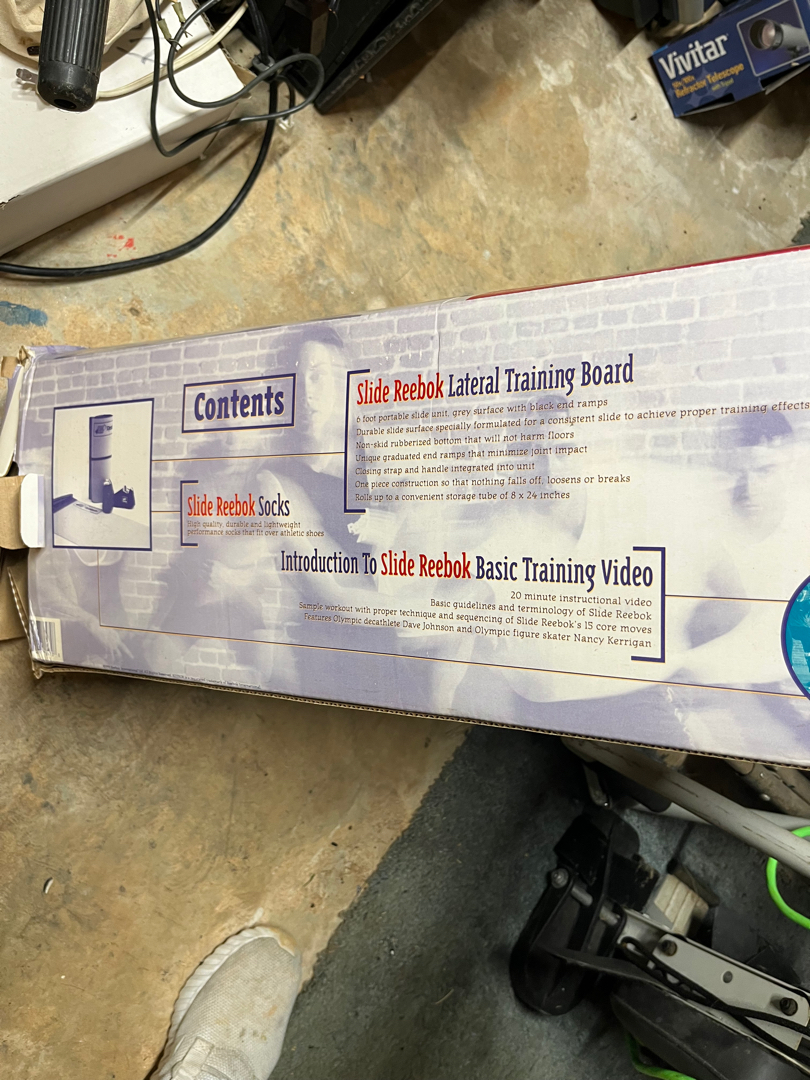 Vivitar
Refractor Telescope
Contents
Slide Reebok Lateral Training Board
6 foot portable slide unit, grey surface with black end ramps
Durable slide surface specially formulated for a consistent slide to achieve proper training effects
Non-skid rubberized bottom that will not harm floors
Unique graduated end ramps that minimize joint impact
Closing strap and handle integrated into unit
One piece construction so that nothing falls off, loosens or breaks
Rolls up to a convenient storage tube of 8 x 24 inches
Slide Reebok Socks
High quality, durable and lightweight
performance socks that fit over athletic shoes
Introduction To Slide Reebok Basic Training Video
20 minute instructional video
Basic guidelines and terminology of Slide Reebok
Sample workout with proper technique and sequencing of Slide Reebok's 15 core moves
Features Olympic decathlete Dave Johnson and Olympic figure skater Nancy Kerrigan